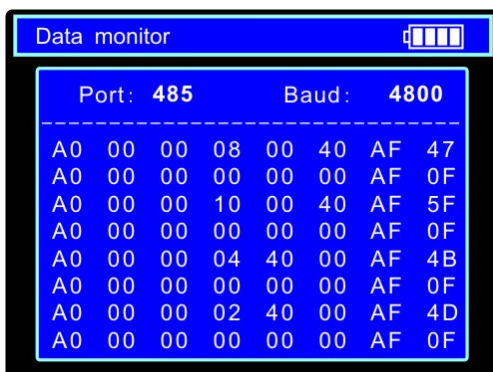 Data monitor
Port: 485 Baud: 4800
A0 00 00 08 00 40 AF 47
A0 00 00 00 00 00 AF 0F
A0 00 00 10 00 40 AF 5F
A0 00 00 00 00 00 AF 0F
A0 00 00 04 40 00 AF 4B
A0 00 00 00 00 00 AF 0F
A0 00 00 02 40 00 AF 4D
A0 00 00 00 00 00 AF 0F